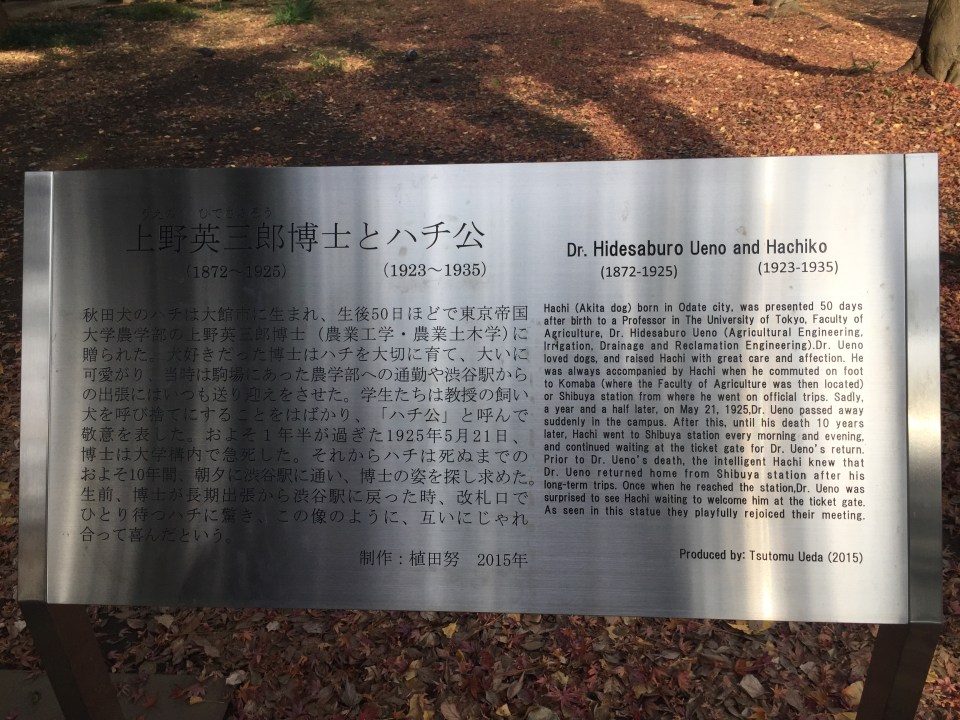 うえの ひでさぶろう
上野英三郎博士とハチ公
(1872～1925) (1923～1935)
秋田犬のハチは大館市に生まれ、生後50日ほどで東京帝国
大学農学部の上野英三郎博士（農業工学・農業土木学）に
贈られた。犬好きだった博士はハチを大切に育て、大いに
可愛がり、当時は駒場にあった農学部への通勤や渋谷駅から
の出張にはいつも送り迎えをさせた。学生たちは教授の飼い
犬を呼び捨てにすることをはばかり、「ハチ公」と呼んで
敬意を表した。およそ１年半が過ぎた1925年5月21日、
博士は大学構内で急死した。それからハチは死ぬまでの
およそ10年間、朝夕に渋谷駅に通い、博士の姿を探し求めた。
生前、博士が長期出張から渋谷駅に戻った時、改札口で
ひとり待つハチに驚き、この像のように、互いにじゃれ
合って喜んだという。
制作：植田努　2015年
Dr. Hidesaburo Ueno and Hachiko
(1872-1925) (1923-1935)
Hachi (Akita dog) born in Odate city, was presented 50 days
after birth to a Professor in The University of Tokyo, Faculty of
Agriculture, Dr. Hidesaburo Ueno (Agricultural Engineering,
Irrigation, Drainage and Reclamation Engineering).Dr. Ueno
loved dogs, and raised Hachi with great care and affection. He
was always accompanied by Hachi when he commuted on foot
to Komaba (where the Faculty of Agriculture was then located)
or Shibuya station from where he went on official trips. Sadly,
a year and a half later, on May 21, 1925,Dr. Ueno passed away
suddenly in the campus. After this, until his death 10 years
later, Hachi went to Shibuya station every morning and evening,
and continued waiting at the ticket gate for Dr. Ueno's return.
Prior to Dr. Ueno's death, the intelligent Hachi knew that
Dr. Ueno returned home from Shibuya station after his
long-term trips. Once when he reached the station,Dr. Ueno was
surprised to see Hachi waiting to welcome him at the ticket gate.
As seen in this statue they playfully rejoiced their meeting.
Produced by: Tsutomu Ueda (2015)